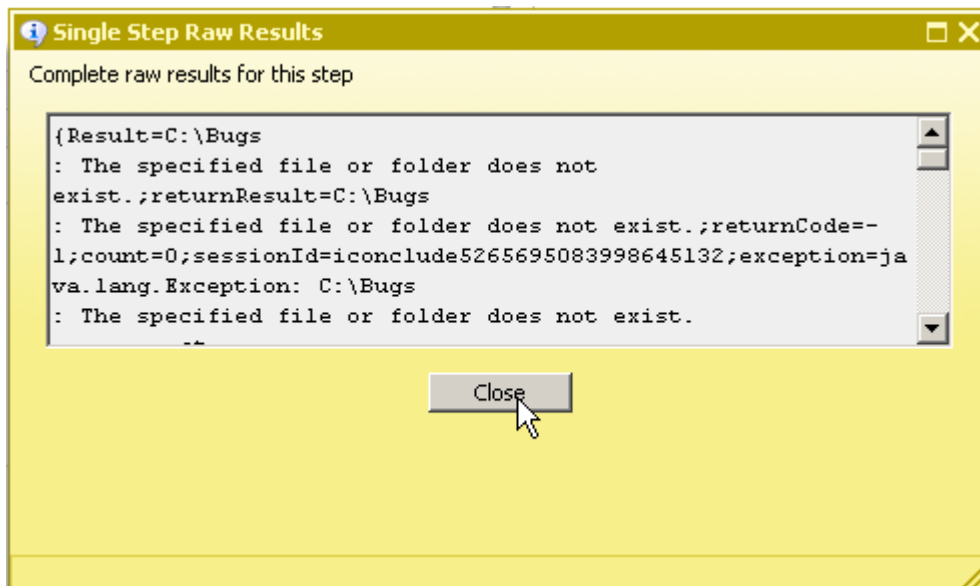 Single Step Raw Results
Complete raw results for this step
{Result=C:\Bugs
: The specified file or folder does not
exist.;returnResult=C:\Bugs
: The specified file or folder does not exist.;returnCode=-
1;count=0;sessionId=iconclude5265695083998645132;exception=ja
va.lang.Exception: C:\Bugs
: The specified file or folder does not exist.
Close